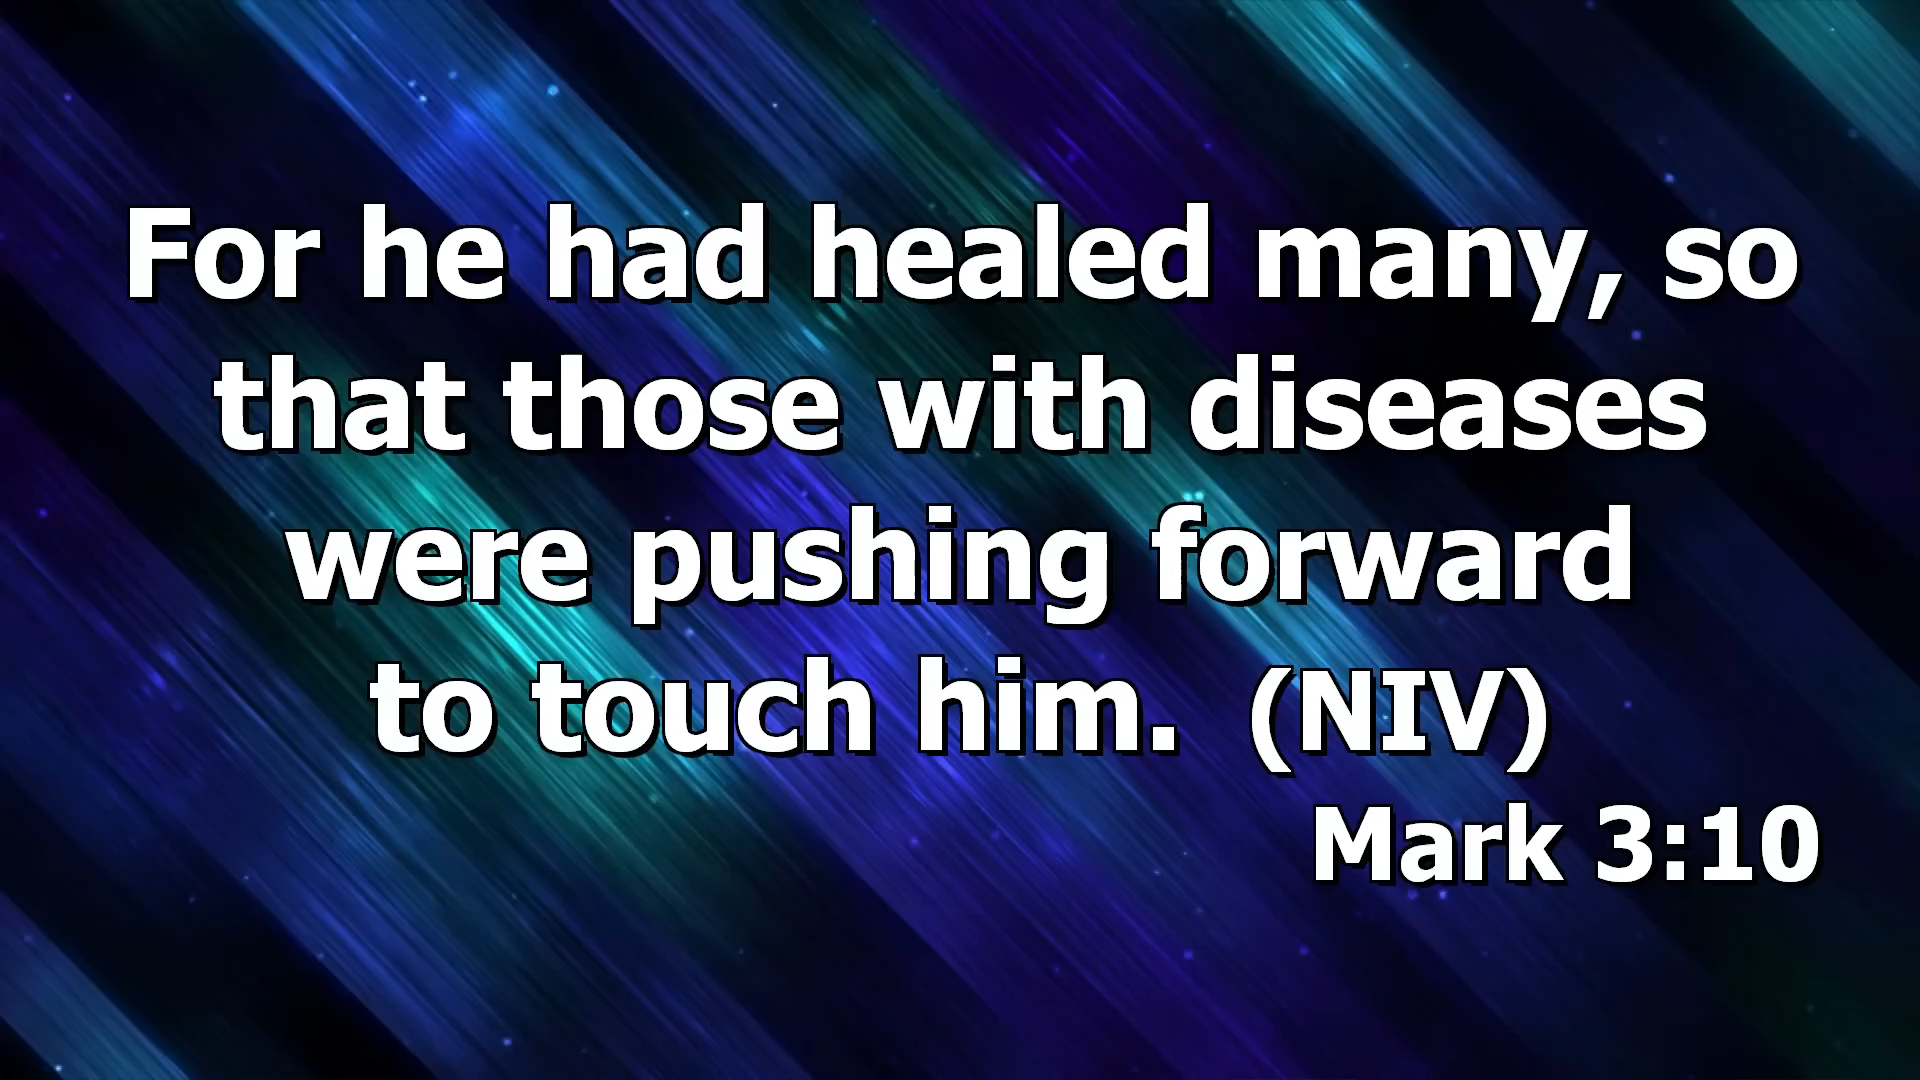 For he had healed many, so
that those with diseases
were pushing forward
to touch him.  (NIV)
Mark 3:10